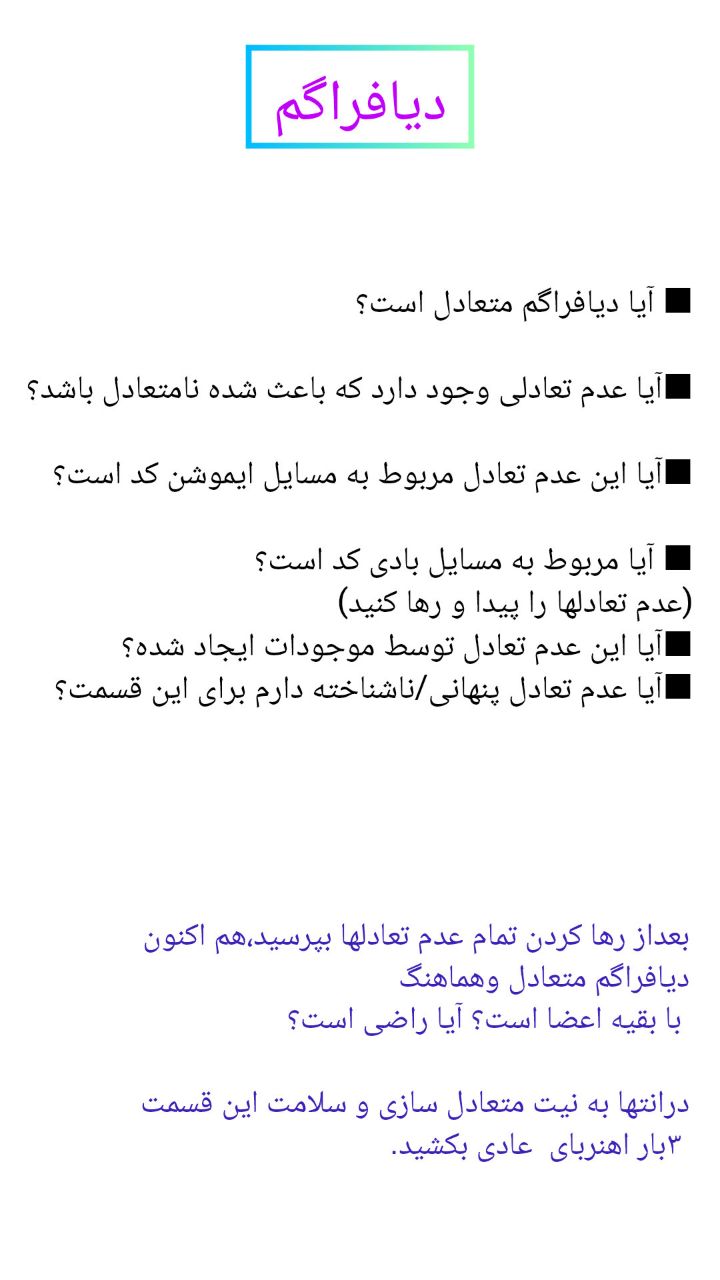 دیافراگم
■ آیا دیافراگم متعادل است؟
■آیا عدم تعادلی وجود دارد که باعث شده نامتعادل باشد؟
■آیا این عدم تعادل مربوط به مسایل ایموشن کد است؟
■ آیا مربوط به مسایل بادی کد است؟
(عدم تعادلها را پیدا و رها کنید)
■آیا این عدم تعادل توسط موجودات ایجاد شده؟
■آیا عدم تعادل پنهانی/ناشناخته دارم برای این قسمت؟
بعداز رها کردن تمام عدم تعادلها بپرسید،هم اکنون
دیافراگم متعادل وهماهنگ
با بقیه اعضا است؟ آیا راضی است؟
درانتها به نیت متعادل سازی و سلامت این قسمت
۳بار اهنربای عادی بکشید.